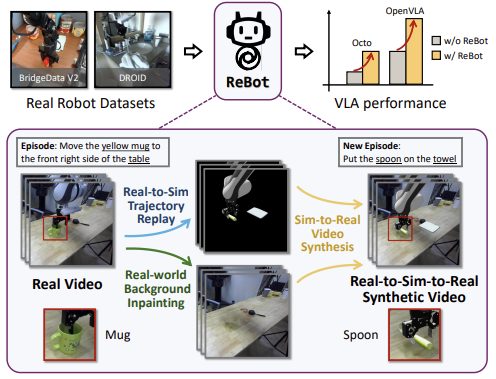 BridgeData V2
DROID
Real Robot Datasets
ReBot
OpenVLA
Octo
w/o ReBot
w/ ReBot
VLA performance
Episode: Move the yellow mug to
the front right side of the table
New Episode:
Put the spoon on the towel
Real-to-Sim
Trajectory
Replay
Sim-to-Real
Video
Synthesis
Real-world
Background
Inpainting
Real Video
Real-to-Sim-to-Real
Synthetic Video
Mug
Spoon